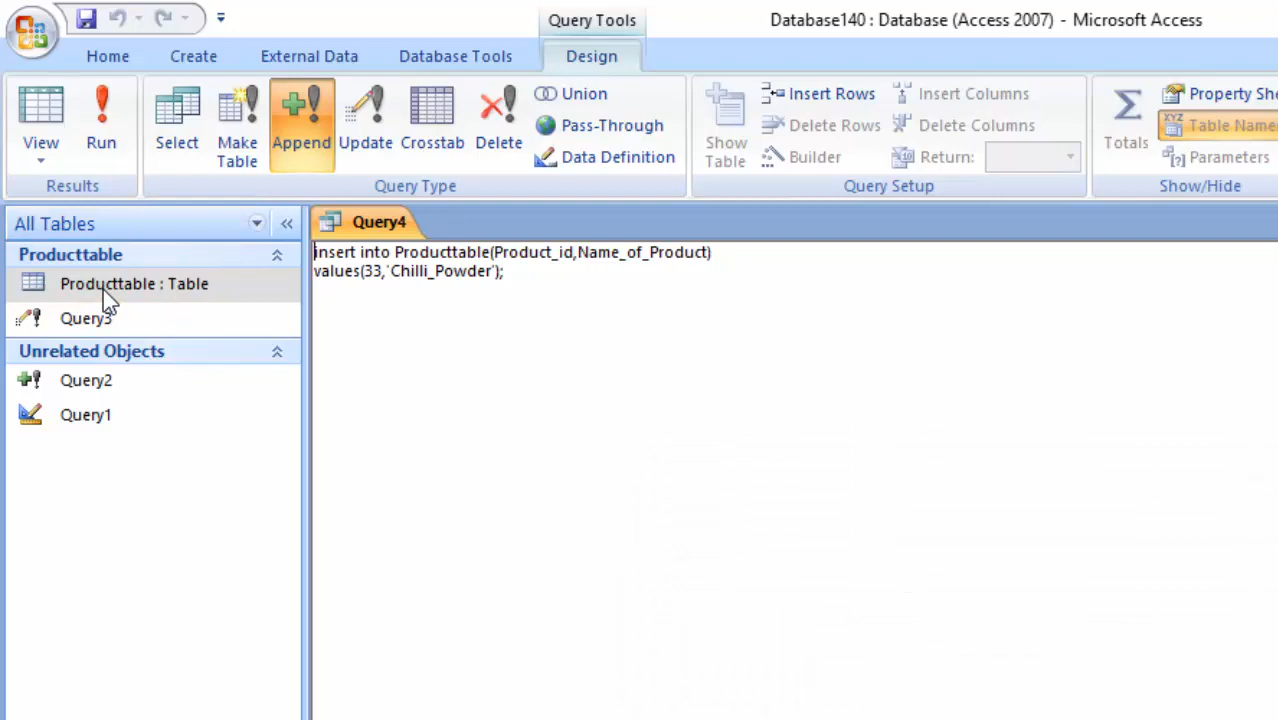 Query Tools
Database140 : Database (Access 2007) - Microsoft Access
Home Create External Data Database Tools Design
View Run Select Make Table Append Update Crosstab Delete
Union
Pass-Through
Data Definition
Show Table
Insert Rows
Delete Rows
Builder
Insert Columns
Delete Columns
Return:
Σ
Totals
Property She
XYZ
Table Name
Parameters
Results Query Type Query Setup Show/Hide
All Tables
Query4
Producttable
Producttable : Table
Query3
Unrelated Objects
Query2
Query1
insert into Producttable(Product_id,Name_of_Product)
values(33,'Chilli_Powder');